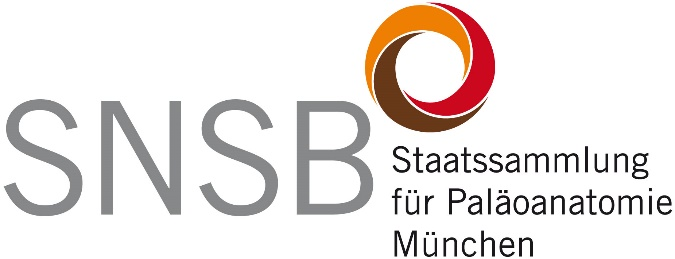 SNSB
Staatssammlung
für Paläoanatomie
München